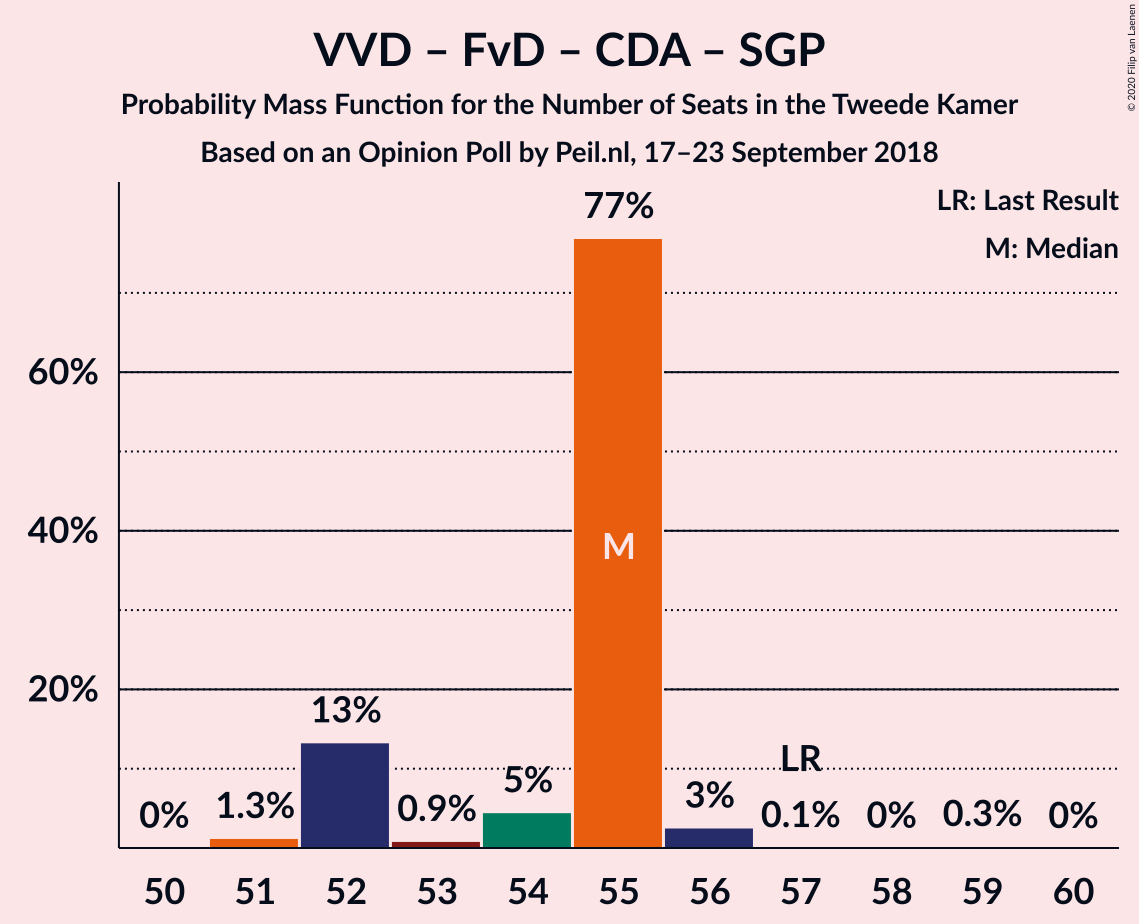 VVD – FvD – CDA – SGP
Probability Mass Function for the Number of Seats in the Tweede Kamer
Based on an Opinion Poll by Peil.nl, 17–23 September 2018
© 2020 Filip van Laenen
LR: Last Result
M: Median
77%
60%
40%
20%
M
13%
LR
0%
1.3%
0.9%
5%
3%
0.1%
0%
0.3%
0%
50 51 52 53 54 55 56 57 58 59 60